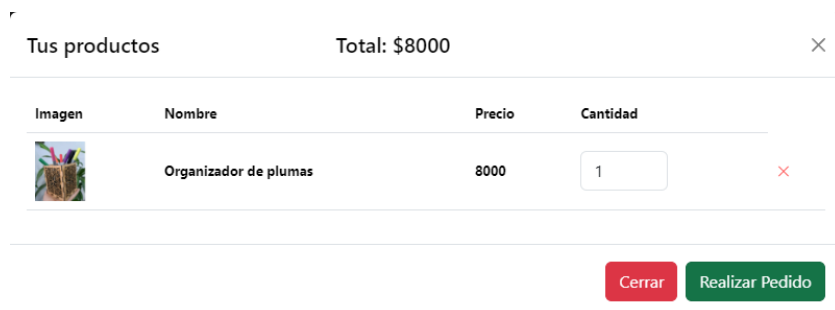 Tus productos Total: $8000
Imagen Nombre Precio Cantidad
Organizador de plumas 8000 1
Cerrar Realizar Pedido